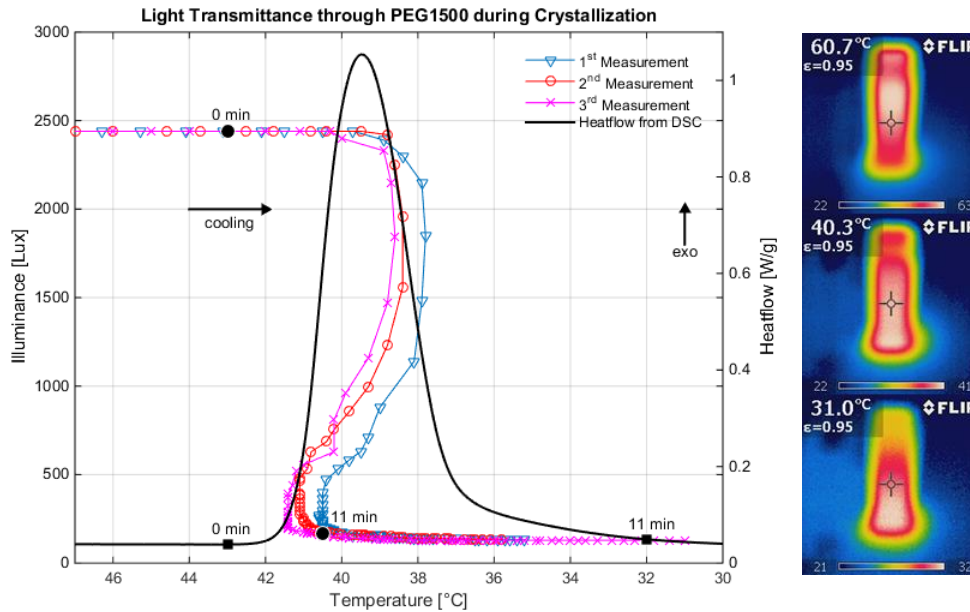 Light Transmittance through PEG1500 during Crystallization
3000
2500
2000
1500
1000
500
0
Illuminance [Lux]
46
44
42
40
38
36
34
32
30
Temperature [°C]
1
0.8
0.6
0.4
0.2
0
Heatflow [W/g]
1st Measurement
2nd Measurement
3rd Measurement
Heatflow from DSC
0 min
cooling
exo
0 min
11 min
11 min
60.7°C
ε=0.95
FLIR
22
63
40.3°C
ε=0.95
FLIR
22
41
31.0°C
ε=0.95
FLIR
21
32